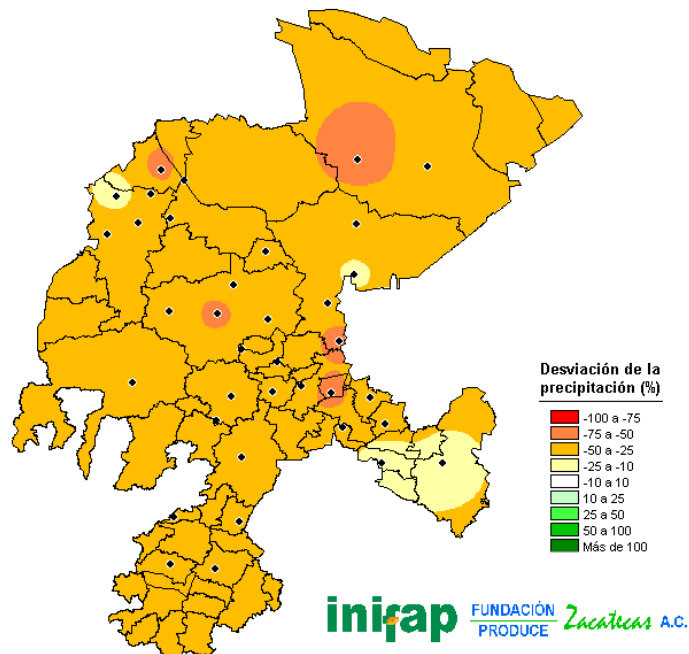 Desviación de la
precipitación (%)
-100 a -75
-75 a -50
-50 a -25
-25 a -10
-10 a 10
10 a 25
25 a 50
50 a 100
Más de 100
inifap
FUNDACIÓN
PRODUCE
Zacatecas A.C.